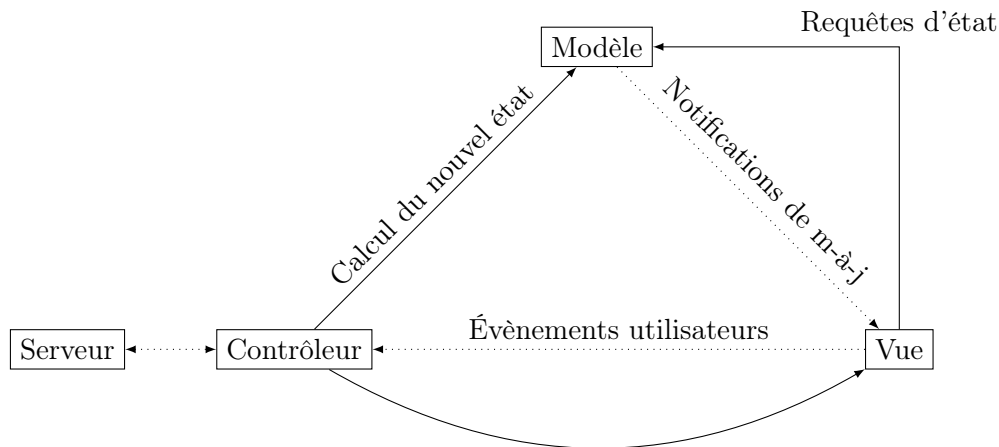 Requêtes d'état
Modèle
Calcul du nouvel état
Notifications de m-à-j
Évènements utilisateurs
Serveur
Contrôleur
Vue